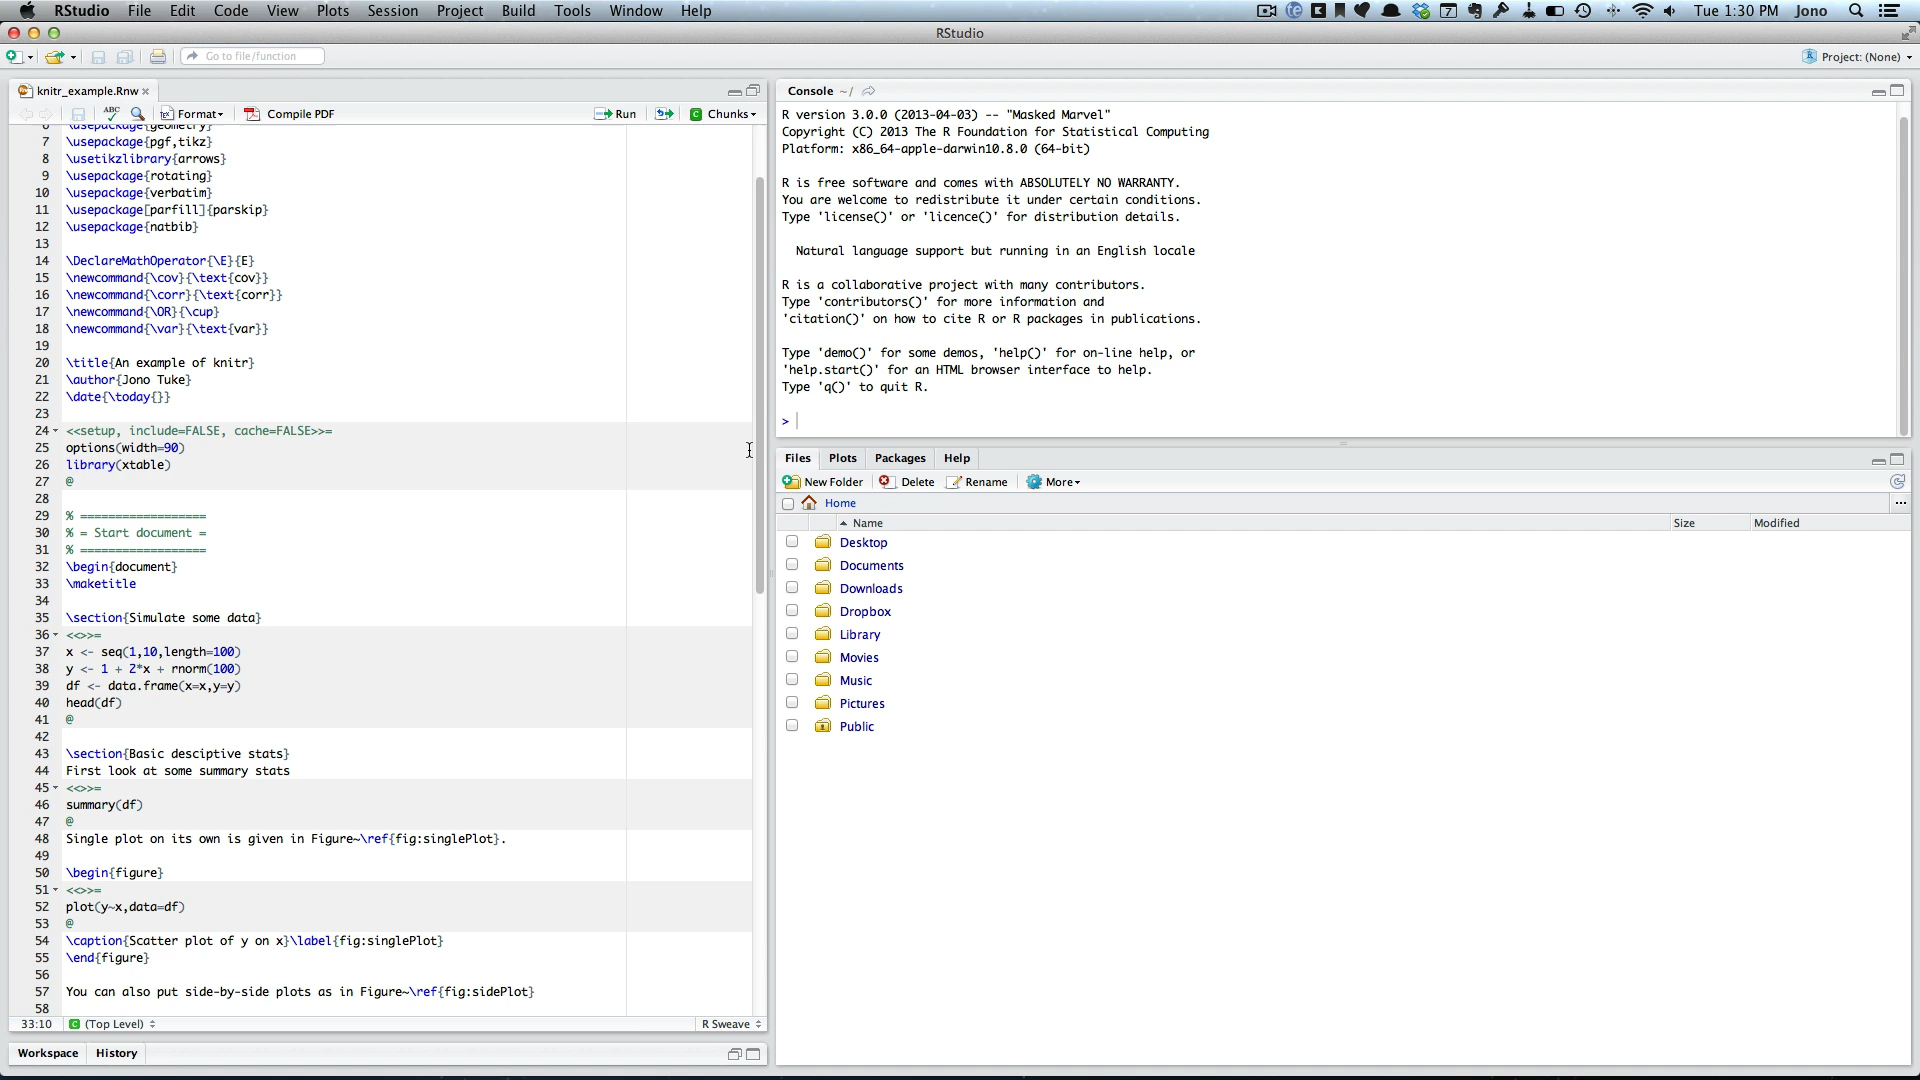 RStudio File Edit Code View Plots Session Project Build Tools Window Help
7
Tue 1:30 PM Jono
RStudio
Go to file/function
Project: (None)
knitr_example.Rnw
ABC
Format
Compile PDF
Run
Chunks
6 \usepackage{geometry}
7 \usepackage{pgf,tikz}
8 \usetikzlibrary{arrows}
9 \usepackage{rotating}
10 \usepackage{verbatim}
11 \usepackage[parfill]{parskip}
12 \usepackage{natbib}
13
14 \DeclareMathOperator{\E}{E}
15 \newcommand{\cov}{\text{cov}}
16 \newcommand{\corr}{\text{corr}}
17 \newcommand{\OR}{\cup}
18 \newcommand{\var}{\text{var}}
19
20 \title{An example of knitr}
21 \author{Jono Tuke}
22 \date{\today{}}
23
24 <<setup, include=FALSE, cache=FALSE>>=
25 options(width=90)
26 library(xtable)
27 @
28
29 % ==================
30 % = Start document =
31 % ==================
32 \begin{document}
33 \maketitle
34
35 \section{Simulate some data}
36 <<>>=
37 x <- seq(1,10,length=100)
38 y <- 1 + 2*x + rnorm(100)
39 df <- data.frame(x=x,y=y)
40 head(df)
41 @
42
43 \section{Basic desciptive stats}
44 First look at some summary stats
45 <<>>=
46 summary(df)
47 @
48 Single plot on its own is given in Figure~\ref{fig:singlePlot}.
49
50 \begin{figure}
51 <<>>=
52 plot(y~x,data=df)
53 @
54 \caption{Scatter plot of y on x}\label{fig:singlePlot}
55 \end{figure}
56
57 You can also put side-by-side plots as in Figure~\ref{fig:sidePlot}
58
33:10 (Top Level) R Sweave
Workspace History
Console ~/
R version 3.0.0 (2013-04-03) -- "Masked Marvel"
Copyright (C) 2013 The R Foundation for Statistical Computing
Platform: x86_64-apple-darwin10.8.0 (64-bit)
R is free software and comes with ABSOLUTELY NO WARRANTY.
You are welcome to redistribute it under certain conditions.
Type 'license()' or 'licence()' for distribution details.
Natural language support but running in an English locale
R is a collaborative project with many contributors.
Type 'contributors()' for more information and
'citation()' on how to cite R or R packages in publications.
Type 'demo()' for some demos, 'help()' for on-line help, or
'help.start()' for an HTML browser interface to help.
Type 'q()' to quit R.
>
Files Plots Packages Help
New Folder Delete Rename More
Home
Name Size Modified
Desktop
Documents
Downloads
Dropbox
Library
Movies
Music
Pictures
Public